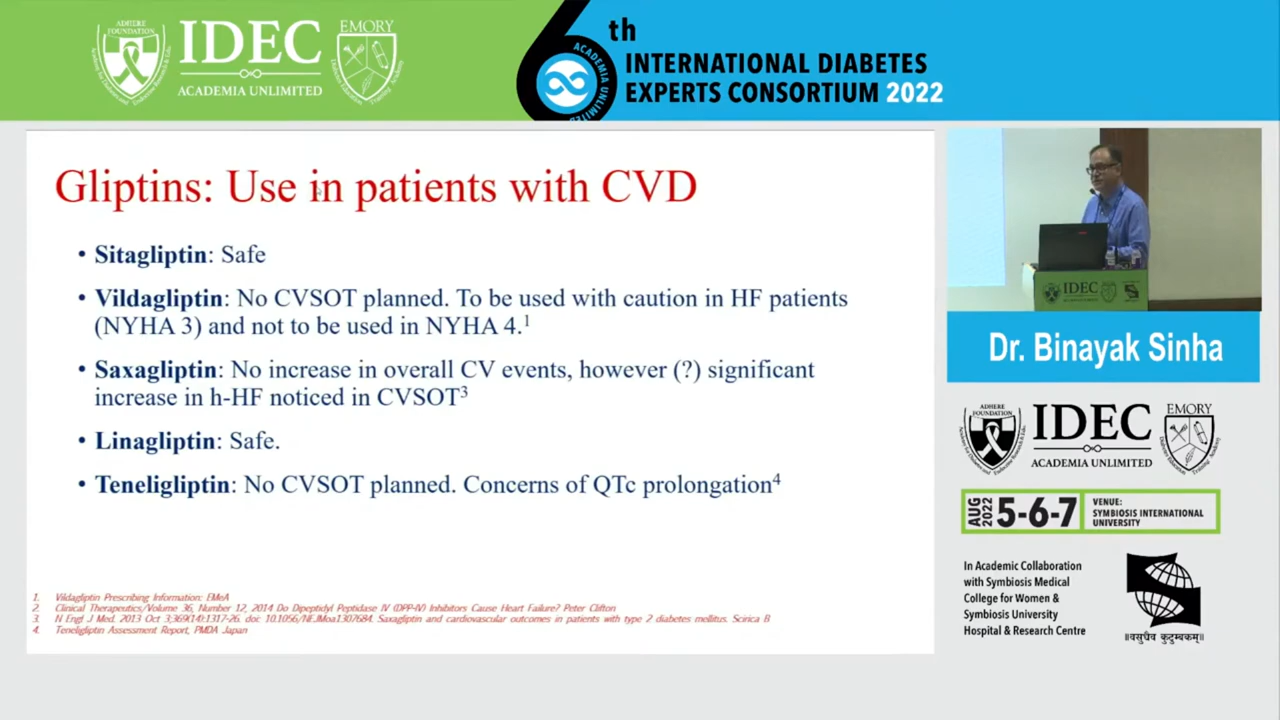 ADHERE
FOUNDATION
IDEC
ACADEMIA UNLIMITED
EMORY
6th
ACADEMIA UNLIMITED
INTERNATIONAL DIABETES
EXPERTS CONSORTIUM 2022
Gliptins: Use in patients with CVD
• Sitagliptin: Safe
• Vildagliptin: No CVSOT planned. To be used with caution in HF patients
(NYHA 3) and not to be used in NYHA 4.1
• Saxagliptin: No increase in overall CV events, however (?) significant
increase in h-HF noticed in CVSOT3
• Linagliptin: Safe.
• Teneligliptin: No CVSOT planned. Concerns of QTc prolongation4
1. Vildagliptin Prescribing Information: EMeA
2. Clinical Therapeutics/Volume 36, Number 12, 2014 Do Dipeptidyl Peptidase IV (DPP-IV) Inhibitors Cause Heart Failure? Peter Clifton
3. N Engl J Med. 2013 Oct 3;369(14):1317-26. doi: 10.1056/NEJMoa1307684. Saxagliptin and cardiovascular outcomes in patients with type 2 diabetes mellitus. Scirica B
4. Teneligliptin Assessment Report, PMDA Japan
IDEC
Dr. Binayak Sinha
ADHERE
FOUNDATION
IDEC
ACADEMIA UNLIMITED
EMORY
AUG 2022
5-6-7
VENUE:
SYMBIOSIS INTERNATIONAL
UNIVERSITY
In Academic Collaboration
with Symbiosis Medical
College for Women &
Symbiosis University
Hospital & Research Centre
॥वसुधैव कुटुम्बकम्॥